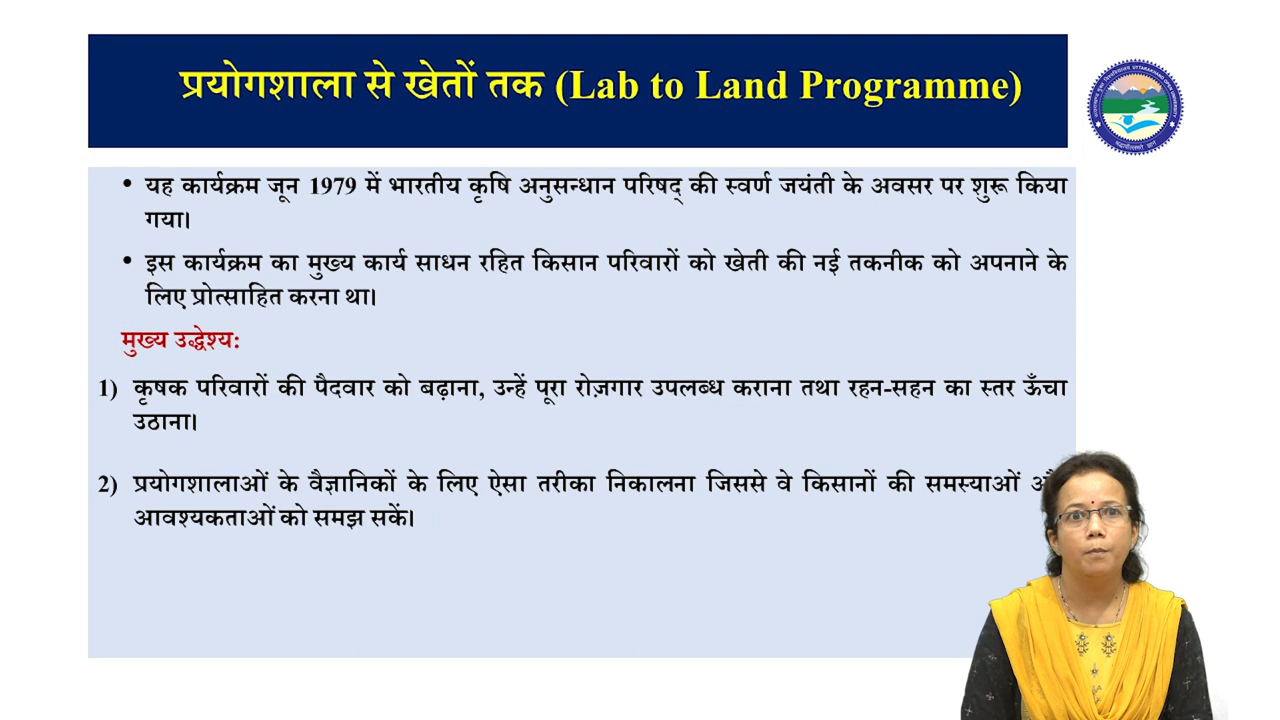 प्रयोगशाला से खेतों तक (Lab to Land Programme)
• यह कार्यक्रम जून 1979 में भारतीय कृषि अनुसन्धान परिषद् की स्वर्ण जयंती के अवसर पर शुरू किया
गया।
• इस कार्यक्रम का मुख्य कार्य साधन रहित किसान परिवारों को खेती की नई तकनीक को अपनाने के
लिए प्रोत्साहित करना था।
मुख्य उद्धेश्य:
1) कृषक परिवारों की पैदवार को बढ़ाना, उन्हें पूरा रोज़गार उपलब्ध कराना तथा रहन-सहन का स्तर ऊँचा
उठाना।
2) प्रयोगशालाओं के वैज्ञानिकों के लिए ऐसा तरीका निकालना जिससे वे किसानों की समस्याओं
आवश्यकताओं को समझ सकें।